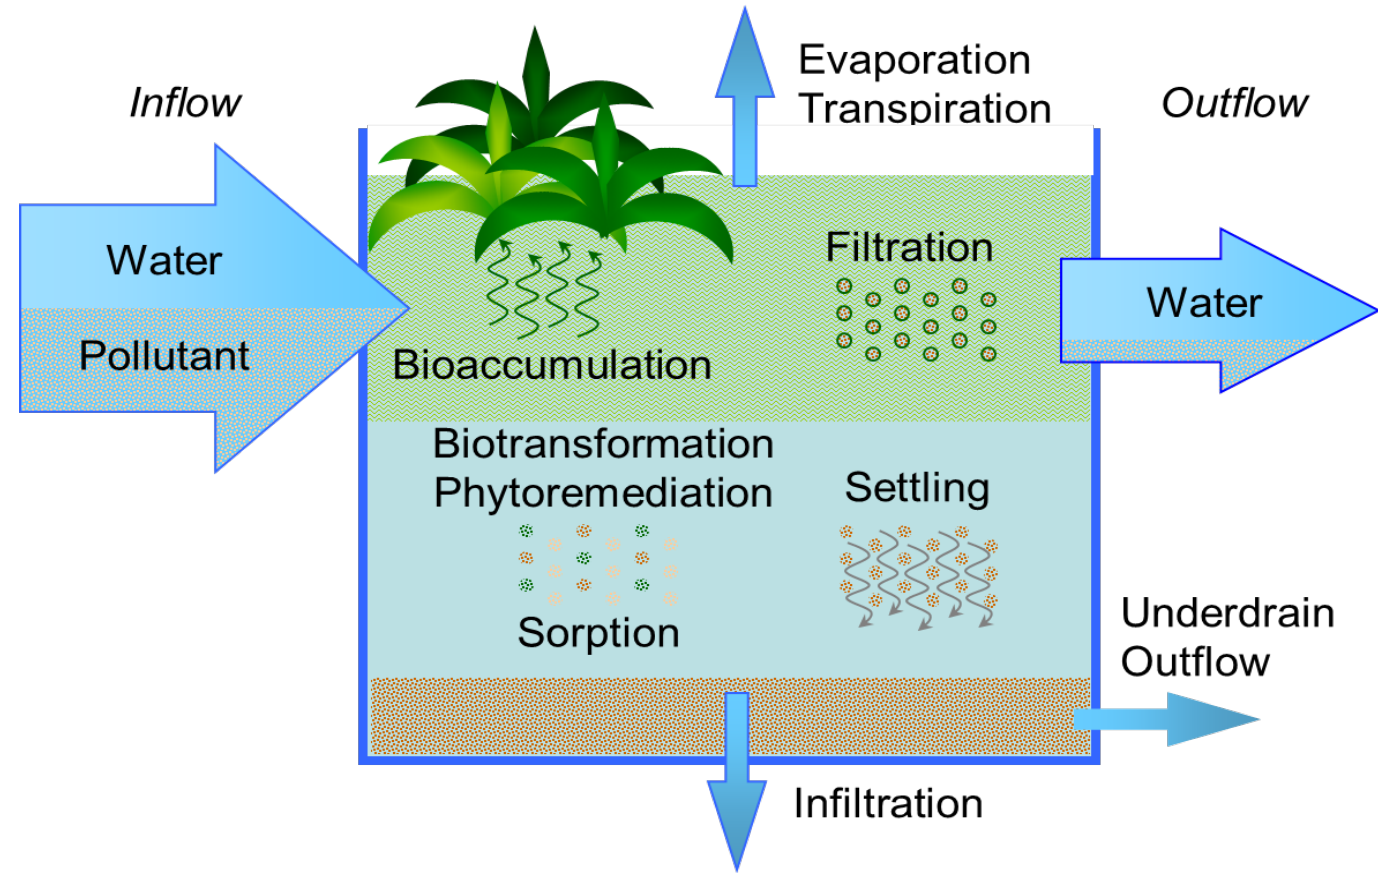 Inflow
Water
Pollutant
Evaporation
Transpiration
Outflow
Filtration
Water
Bioaccumulation
Biotransformation
Phytoremediation
Settling
Sorption
Underdrain
Outflow
Infiltration